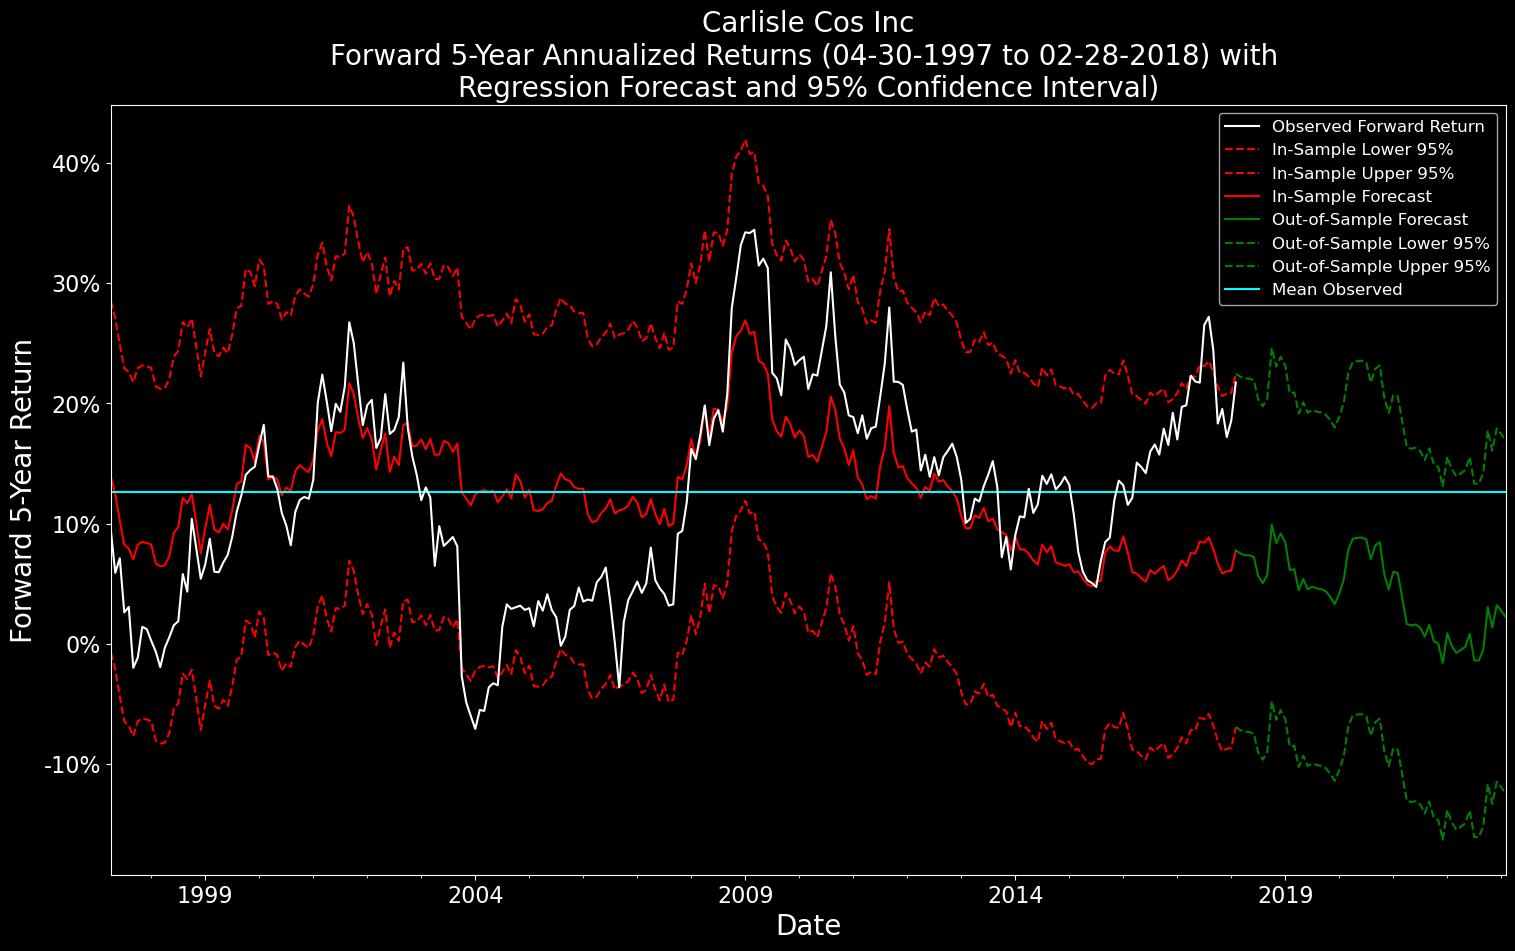 Carlisle Cos Inc
Forward 5-Year Annualized Returns (04-30-1997 to 02-28-2018) with
Regression Forecast and 95% Confidence Interval)
Observed Forward Return
In-Sample Lower 95%
In-Sample Upper 95%
In-Sample Forecast
Out-of-Sample Forecast
Out-of-Sample Lower 95%
Out-of-Sample Upper 95%
Mean Observed
Forward 5-Year Return
40%
30%
20%
10%
0%
-10%
1999
2004
2009
2014
2019
Date